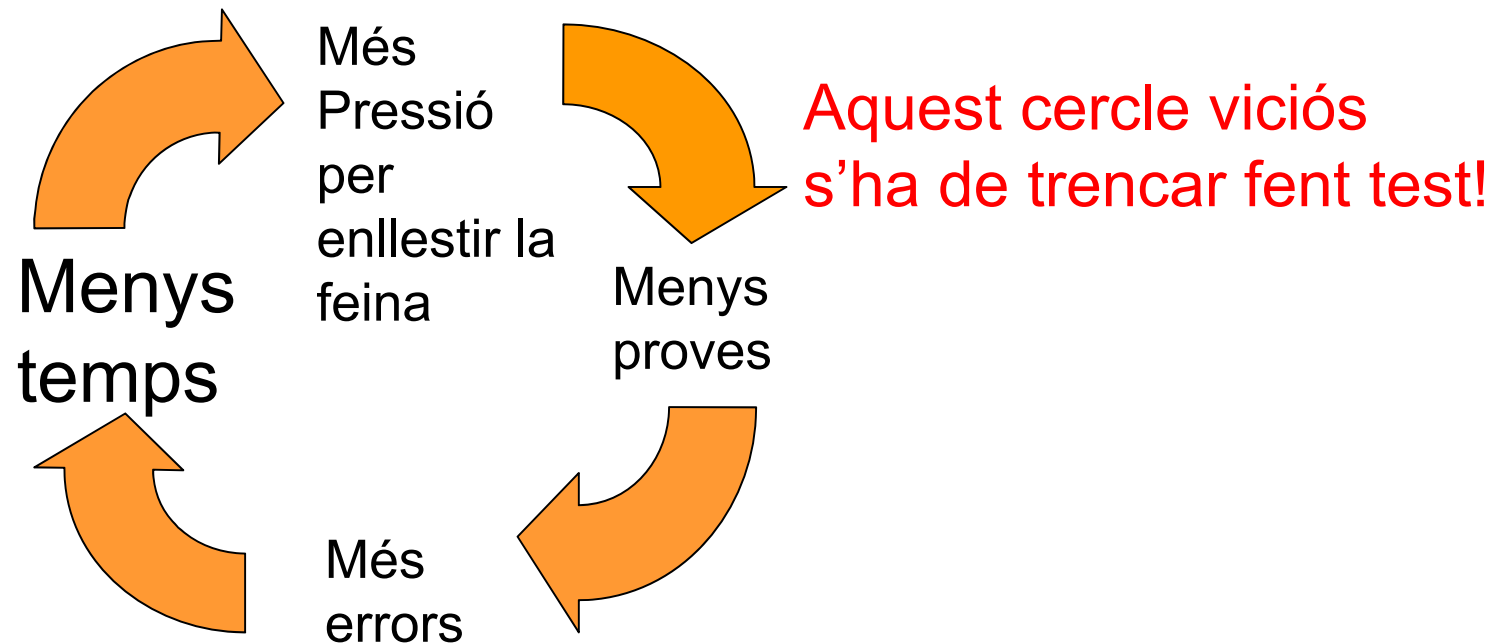 Més
Pressió
per
enllestir la
feina
Aquest cercle viciós
s’ha de trencar fent test!
Menys
temps
Menys
proves
Més
errors